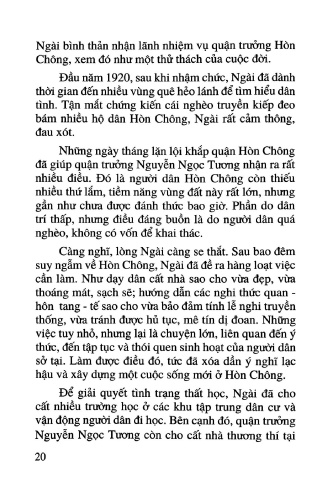 Ngài bình thản nhận lãnh nhiệm vụ quận trưởng Hòn
Chông, xem đó như một thử thách của cuộc đời.
Đầu năm 1920, sau khi nhậm chức, Ngài đã dành
thời gian đến nhiều vùng quê hẻo lánh để tìm hiểu dân
tình. Tận mắt chứng kiến cái nghèo truyền kiếp đeo
bám nhiều hộ dân Hòn Chông, Ngài rất cảm thông,
đau xót.
Những ngày tháng lặn lội khắp quận Hòn Chông
đã giúp quận trưởng Nguyễn Ngọc Tương nhận ra rất
nhiều điều. Đó là người dân Hòn Chông còn thiếu
nhiều thứ lắm, tiềm năng vùng đất này rất lớn, nhưng
gần như chưa được đánh thức bao giờ. Phần do dân
trí thấp, nhưng điều đáng buồn là do người dân quá
nghèo, không có vốn để khai thác.
Càng nghĩ, lòng Ngài càng se thắt. Sau bao đêm
suy ngẫm về Hòn Chông, Ngài đã đề ra hàng loạt việc
cần làm. Như dạy dân cất nhà sao cho vừa đẹp, vừa
thoáng mát, sạch sẽ; hướng dẫn các nghi thức quan -
hôn tang - tế sao cho vừa bảo đảm tính lễ nghi truyền
thống, vừa tránh được hủ tục, mê tín dị đoan. Những
việc tuy nhỏ, nhưng lại là chuyện lớn, liên quan đến ý
thức, đến tập tục và thói quen sinh hoạt của người dân
sở tại. Làm được điều đó, tức đã xóa dần ý nghĩ lạc
hậu và xây dựng một cuộc sống mới ở Hòn Chông.
Để giải quyết tình trạng thất học, Ngài đã cho
cất nhiều trường học ở các khu tập trung dân cư và
vận động người dân đi học. Bên cạnh đó, quận trưởng
Nguyễn Ngọc Tương còn cho cất nhà thương thí tại
20